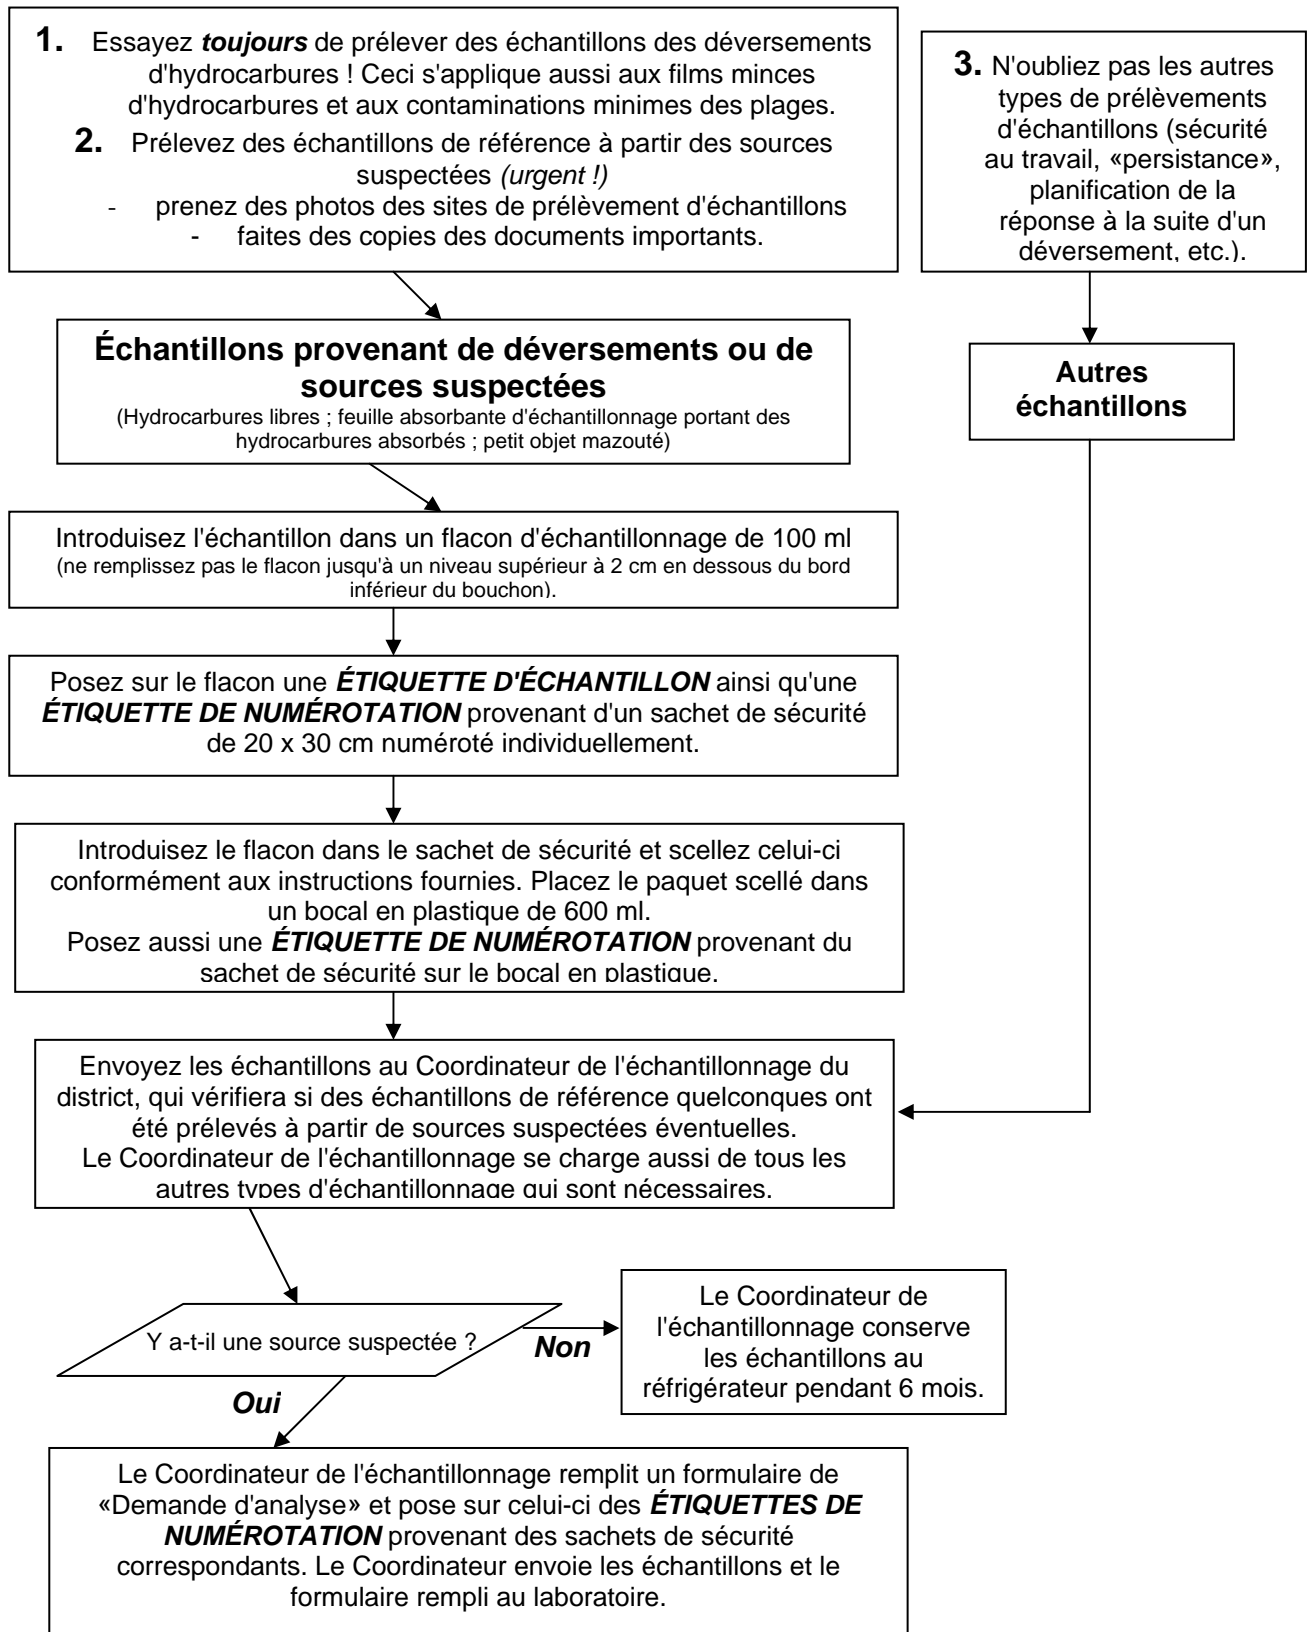 1. Essayez toujours de prélever des échantillons des déversements
d'hydrocarbures ! Ceci s'applique aussi aux films minces
d'hydrocarbures et aux contaminations minimes des plages.
2. Prélevez des échantillons de référence à partir des sources
suspectées (urgent !)
- prenez des photos des sites de prélèvement d'échantillons
- faites des copies des documents importants.
3. N'oubliez pas les autres
types de prélèvements
d'échantillons (sécurité
au travail, «persistance»,
planification de la
réponse à la suite d'un
déversement, etc.).
Échantillons provenant de déversements ou de
sources suspectées
(Hydrocarbures libres ; feuille absorbante d'échantillonnage portant des
hydrocarbures absorbés ; petit objet mazouté)
Autres
échantillons
Introduisez l'échantillon dans un flacon d'échantillonnage de 100 ml
(ne remplissez pas le flacon jusqu'à un niveau supérieur à 2 cm en dessous du bord
inférieur du bouchon).
Posez sur le flacon une ÉTIQUETTE D'ÉCHANTILLON ainsi qu'une
ÉTIQUETTE DE NUMÉROTATION provenant d'un sachet de sécurité
de 20 x 30 cm numéroté individuellement.
Introduisez le flacon dans le sachet de sécurité et scellez celui-ci
conformément aux instructions fournies. Placez le paquet scellé dans
un bocal en plastique de 600 ml.
Posez aussi une ÉTIQUETTE DE NUMÉROTATION provenant du
sachet de sécurité sur le bocal en plastique.
Envoyez les échantillons au Coordinateur de l'échantillonnage du
district, qui vérifiera si des échantillons de référence quelconques ont
été prélevés à partir de sources suspectées éventuelles.
Le Coordinateur de l'échantillonnage se charge aussi de tous les
autres types d'échantillonnage qui sont nécessaires.
Y a-t-il une source suspectée ?
Non
Le Coordinateur de
l'échantillonnage conserve
les échantillons au
réfrigérateur pendant 6 mois.
Oui
Le Coordinateur de l'échantillonnage remplit un formulaire de
«Demande d'analyse» et pose sur celui-ci des ÉTIQUETTES DE
NUMÉROTATION provenant des sachets de sécurité
correspondants. Le Coordinateur envoie les échantillons et le
formulaire rempli au laboratoire.